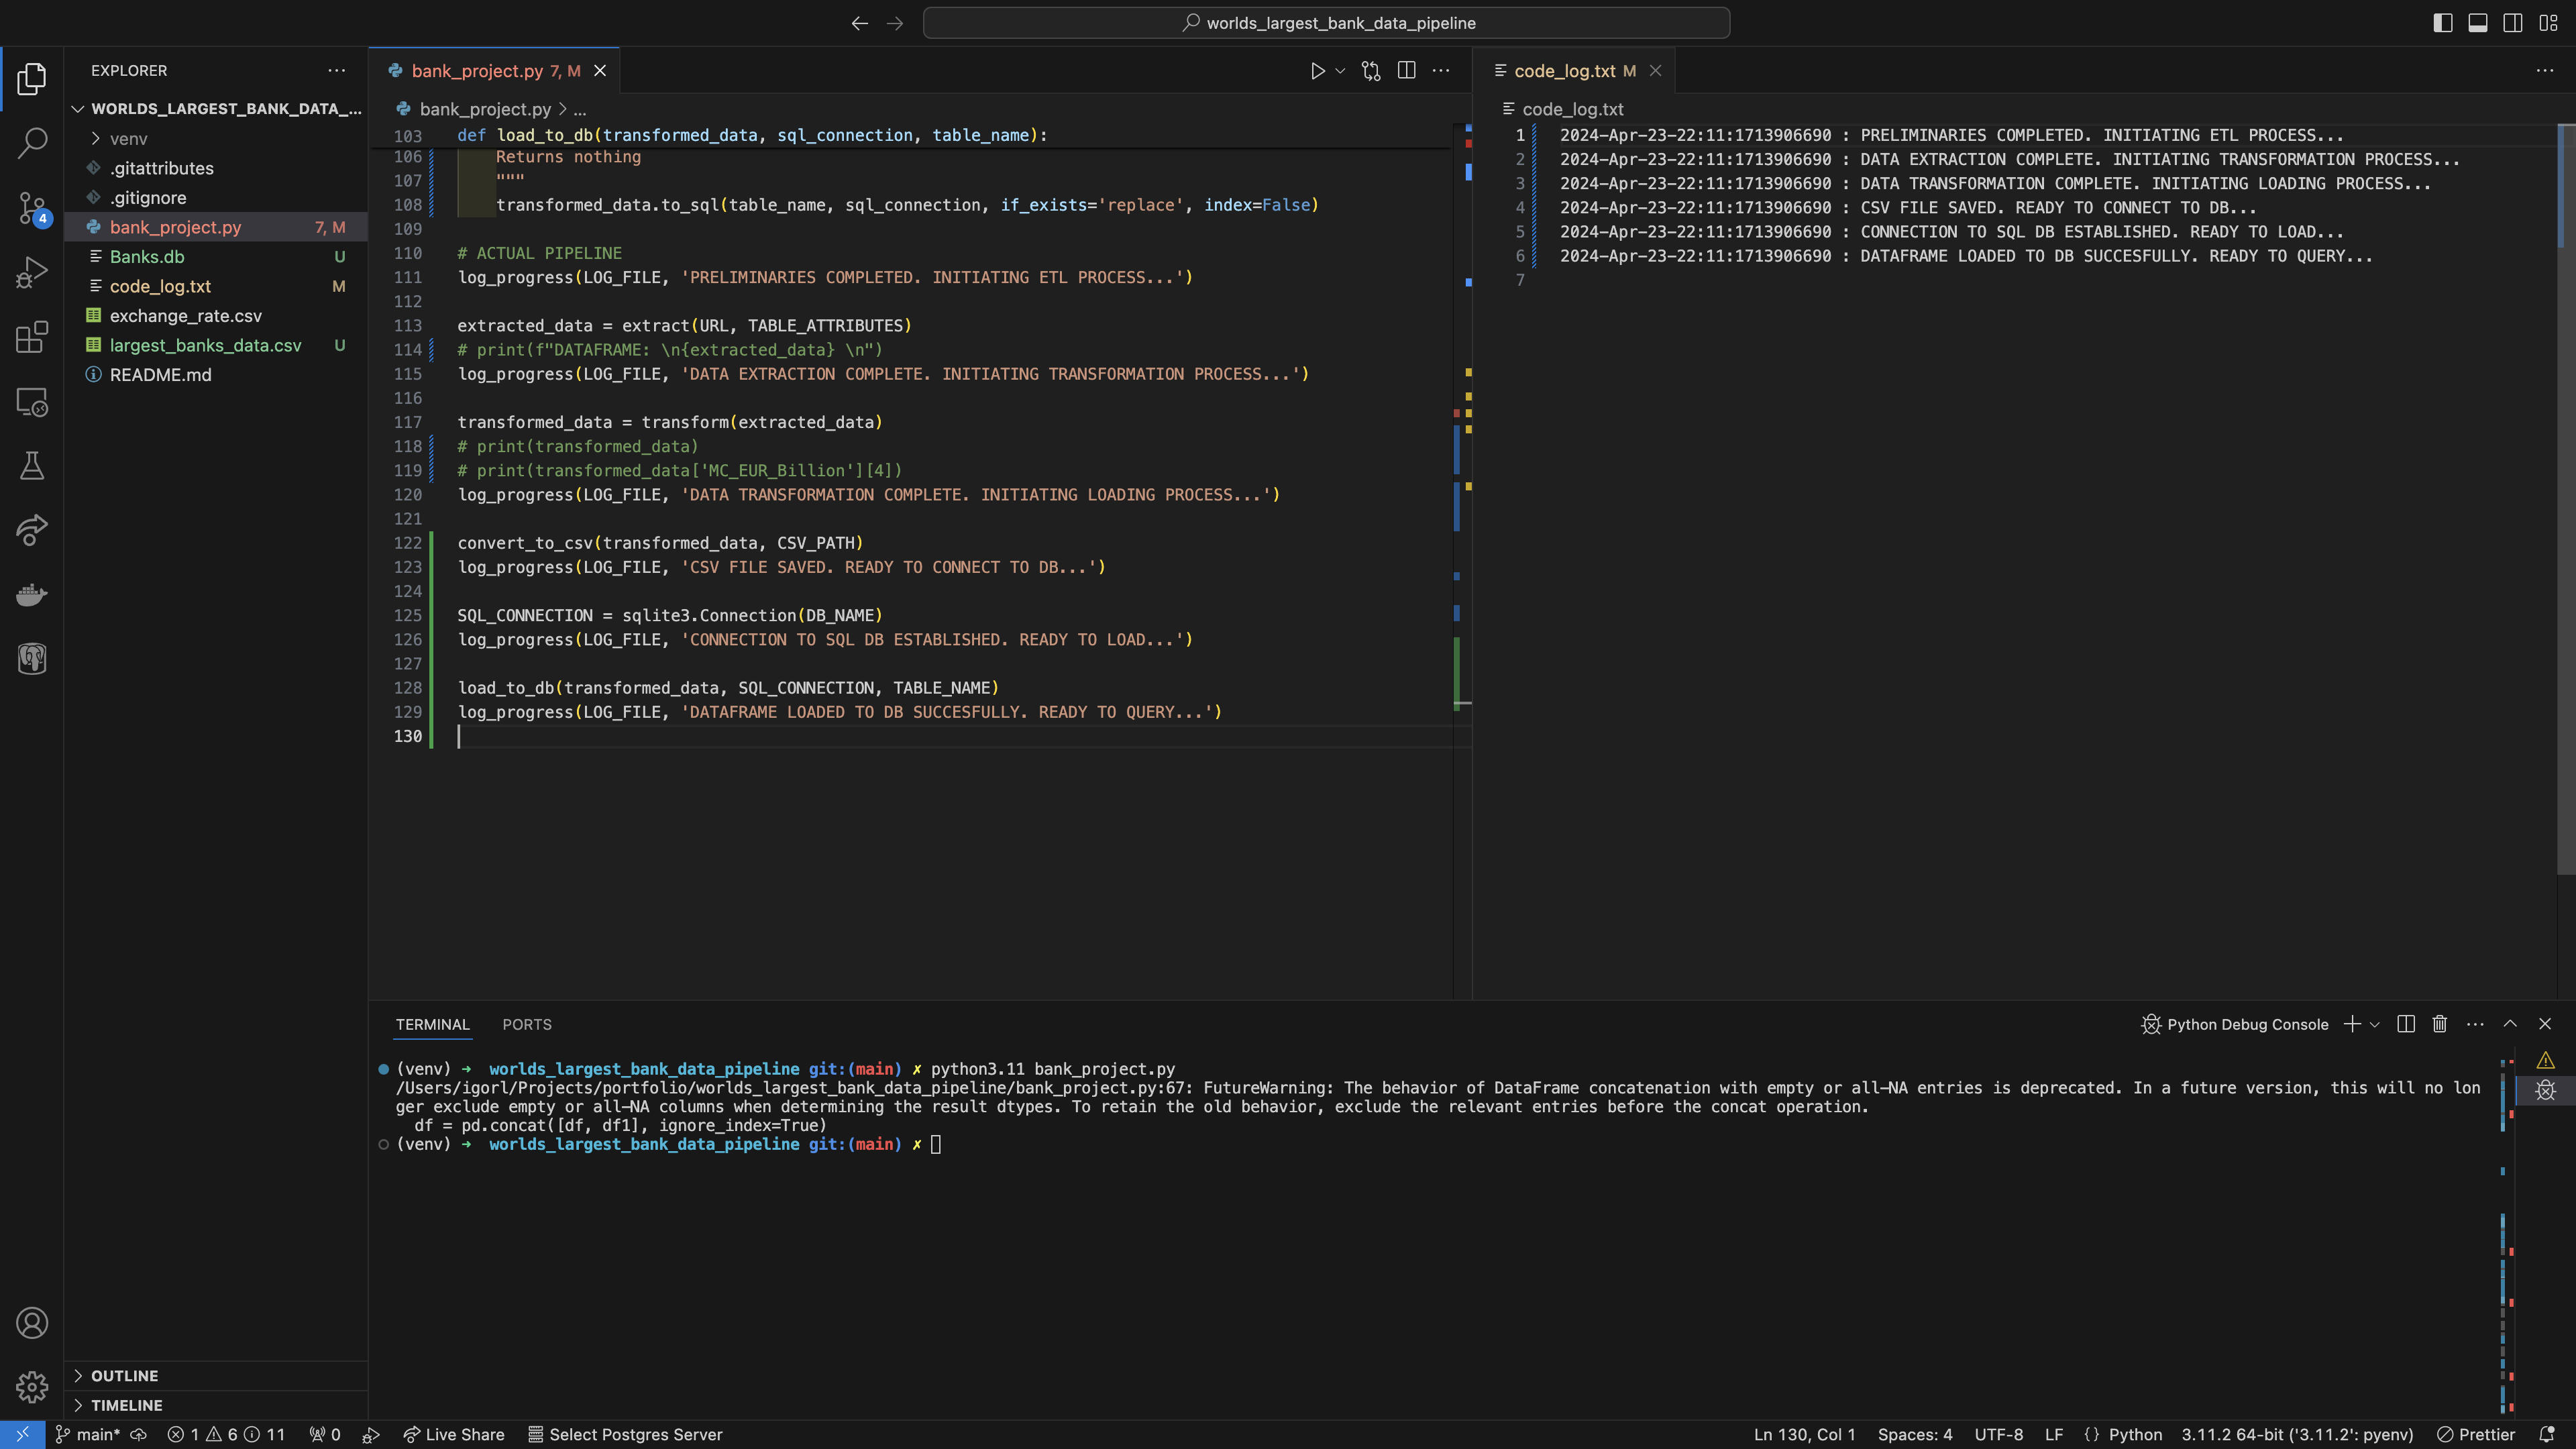 worlds_largest_bank_data_pipeline
EXPLORER
WORLDS_LARGEST_BANK_DATA_...
venv
.gitattributes
.gitignore
bank_project.py 7, M
Banks.db U
code_log.txt M
exchange_rate.csv
largest_banks_data.csv U
README.md
4
OUTLINE
TIMELINE
bank_project.py 7, M
bank_project.py > ...
103 def load_to_db(transformed_data, sql_connection, table_name):
106 Returns nothing
107 """
108 transformed_data.to_sql(table_name, sql_connection, if_exists='replace', index=False)
109
110 # ACTUAL PIPELINE
111 log_progress(LOG_FILE, 'PRELIMINARIES COMPLETED. INITIATING ETL PROCESS...')
112
113 extracted_data = extract(URL, TABLE_ATTRIBUTES)
114 # print(f"DATAFRAME: \n{extracted_data} \n")
115 log_progress(LOG_FILE, 'DATA EXTRACTION COMPLETE. INITIATING TRANSFORMATION PROCESS...')
116
117 transformed_data = transform(extracted_data)
118 # print(transformed_data)
119 # print(transformed_data['MC_EUR_Billion'][4])
120 log_progress(LOG_FILE, 'DATA TRANSFORMATION COMPLETE. INITIATING LOADING PROCESS...')
121
122 convert_to_csv(transformed_data, CSV_PATH)
123 log_progress(LOG_FILE, 'CSV FILE SAVED. READY TO CONNECT TO DB...')
124
125 SQL_CONNECTION = sqlite3.Connection(DB_NAME)
126 log_progress(LOG_FILE, 'CONNECTION TO SQL DB ESTABLISHED. READY TO LOAD...')
127
128 load_to_db(transformed_data, SQL_CONNECTION, TABLE_NAME)
129 log_progress(LOG_FILE, 'DATAFRAME LOADED TO DB SUCCESFULLY. READY TO QUERY...')
130
code_log.txt M
code_log.txt
1 2024-Apr-23-22:11:1713906690 : PRELIMINARIES COMPLETED. INITIATING ETL PROCESS...
2 2024-Apr-23-22:11:1713906690 : DATA EXTRACTION COMPLETE. INITIATING TRANSFORMATION PROCESS...
3 2024-Apr-23-22:11:1713906690 : DATA TRANSFORMATION COMPLETE. INITIATING LOADING PROCESS...
4 2024-Apr-23-22:11:1713906690 : CSV FILE SAVED. READY TO CONNECT TO DB...
5 2024-Apr-23-22:11:1713906690 : CONNECTION TO SQL DB ESTABLISHED. READY TO LOAD...
6 2024-Apr-23-22:11:1713906690 : DATAFRAME LOADED TO DB SUCCESFULLY. READY TO QUERY...
7
TERMINAL PORTS
Python Debug Console
(venv) ➜ worlds_largest_bank_data_pipeline git:(main) ✗ python3.11 bank_project.py
/Users/igorl/Projects/portfolio/worlds_largest_bank_data_pipeline/bank_project.py:67: FutureWarning: The behavior of DataFrame concatenation with empty or all-NA entries is deprecated. In a future version, this will no lon
ger exclude empty or all-NA columns when determining the result dtypes. To retain the old behavior, exclude the relevant entries before the concat operation.
df = pd.concat([df, df1], ignore_index=True)
(venv) ➜ worlds_largest_bank_data_pipeline git:(main) ✗
main* 1 6 11 0 Live Share Select Postgres Server Ln 130, Col 1 Spaces: 4 UTF-8 LF {} Python 3.11.2 64-bit ('3.11.2': pyenv) Prettier